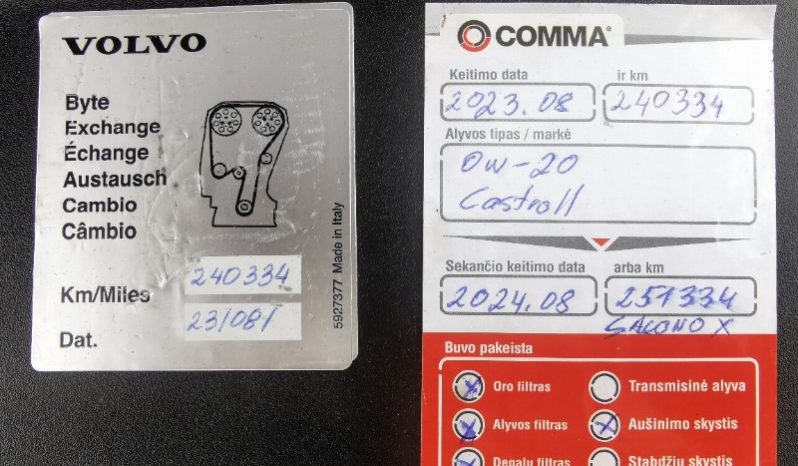 VOLVO
Byte
Exchange
Échange
Austausch
Cambio
Câmbio
Km/Miles 240334
Dat. 23/08/
5927377 Made in Italy
COMMA®
Keitimo data ir km
2023.08 240334
Alyvos tipas / markė
0w-20
Castroll
Sekančio keitimo data arba km
2024.08 251334
SALONO X
Buvo pakeista
Oro filtras Transmisinė alyva
Alyvos filtras Aušinimo skystis
Degalų filtras Stabdžių skystis